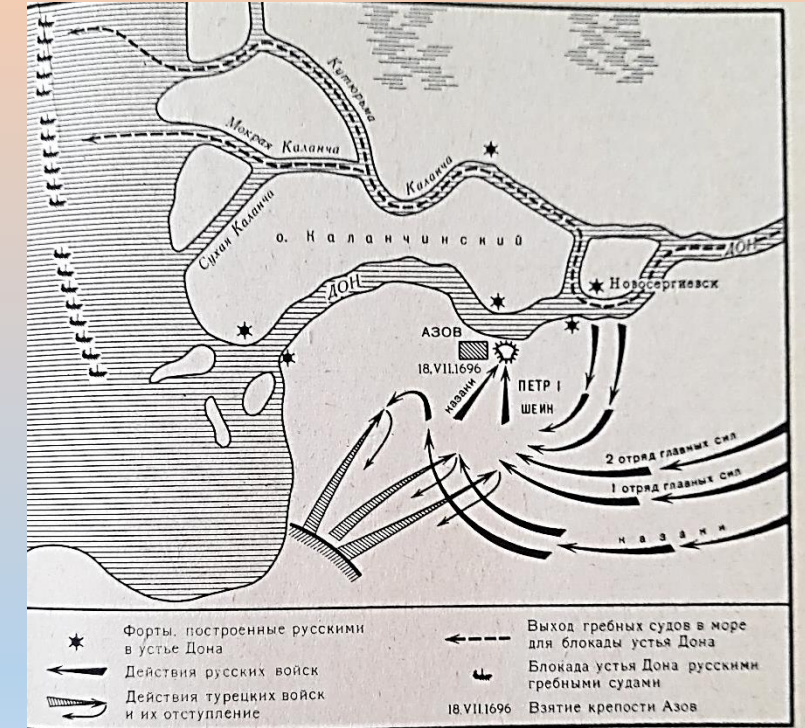 Китюрьма
Мокрая Каланча
Каланча
Сухая Каланча
о. Каланчинский
ДОН
Новосергиевск
ДОН
АЗОВ
18.VII.1696
казаки
ПЕТР I
ШЕИН
2 отряд главных сил
1 отряд главных сил
казаки
Форты, построенные русскими
в устье Дона
Действия русских войск
Действия турецких войск
и их отступление
Выход гребных судов в море
для блокады устья Дона
Блокада устья Дона русскими
гребными судами
18.VII.1696 Взятие крепости Азов